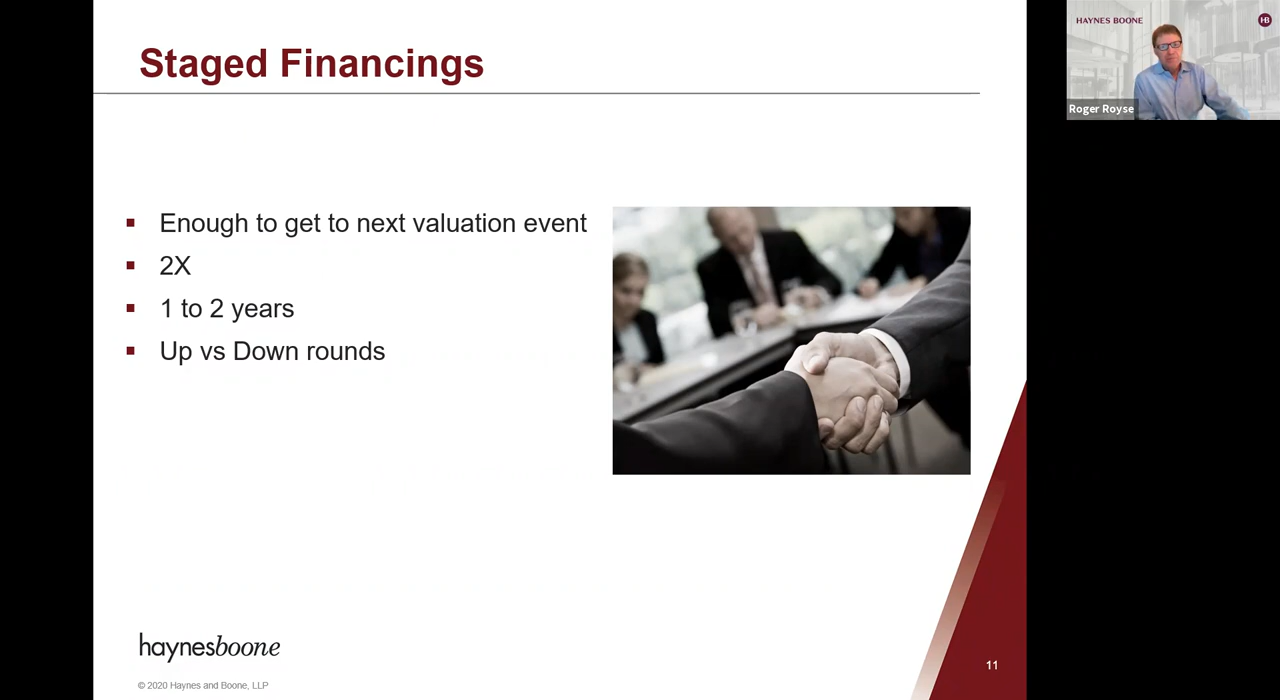 Staged Financings
▪ Enough to get to next valuation event
▪ 2X
▪ 1 to 2 years
▪ Up vs Down rounds
haynesboone
© 2020 Haynes and Boone, LLP
11
HAYNES BOONE
HB
Roger Royse